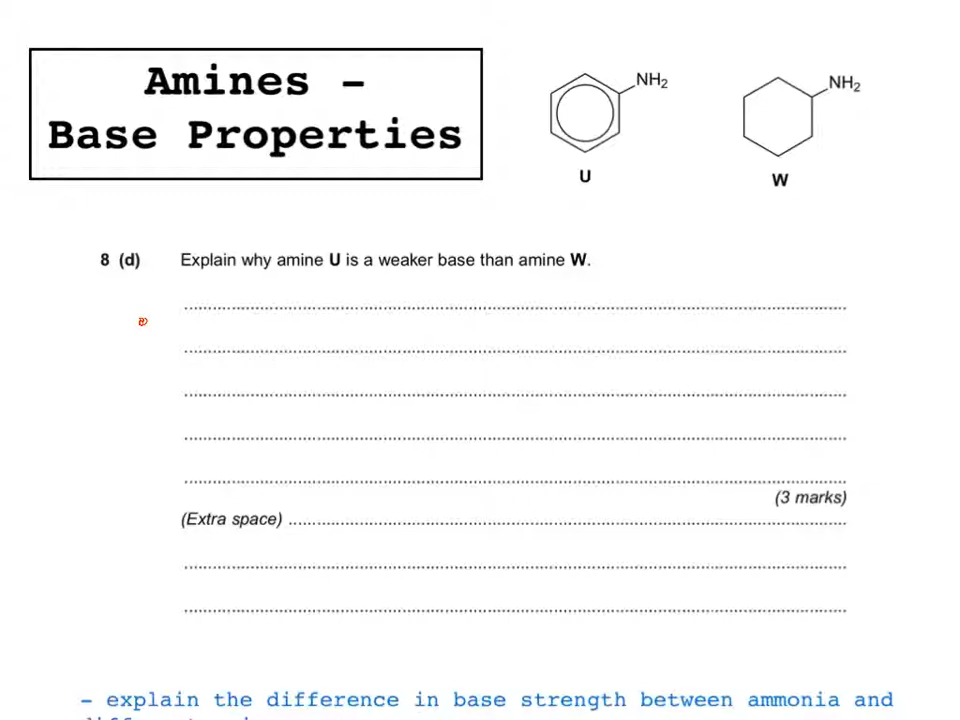 Amines –
Base Properties
NH2
NH2
U
W
8 (d) Explain why amine U is a weaker base than amine W.
(3 marks)
(Extra space)
– explain the difference in base strength between ammonia and